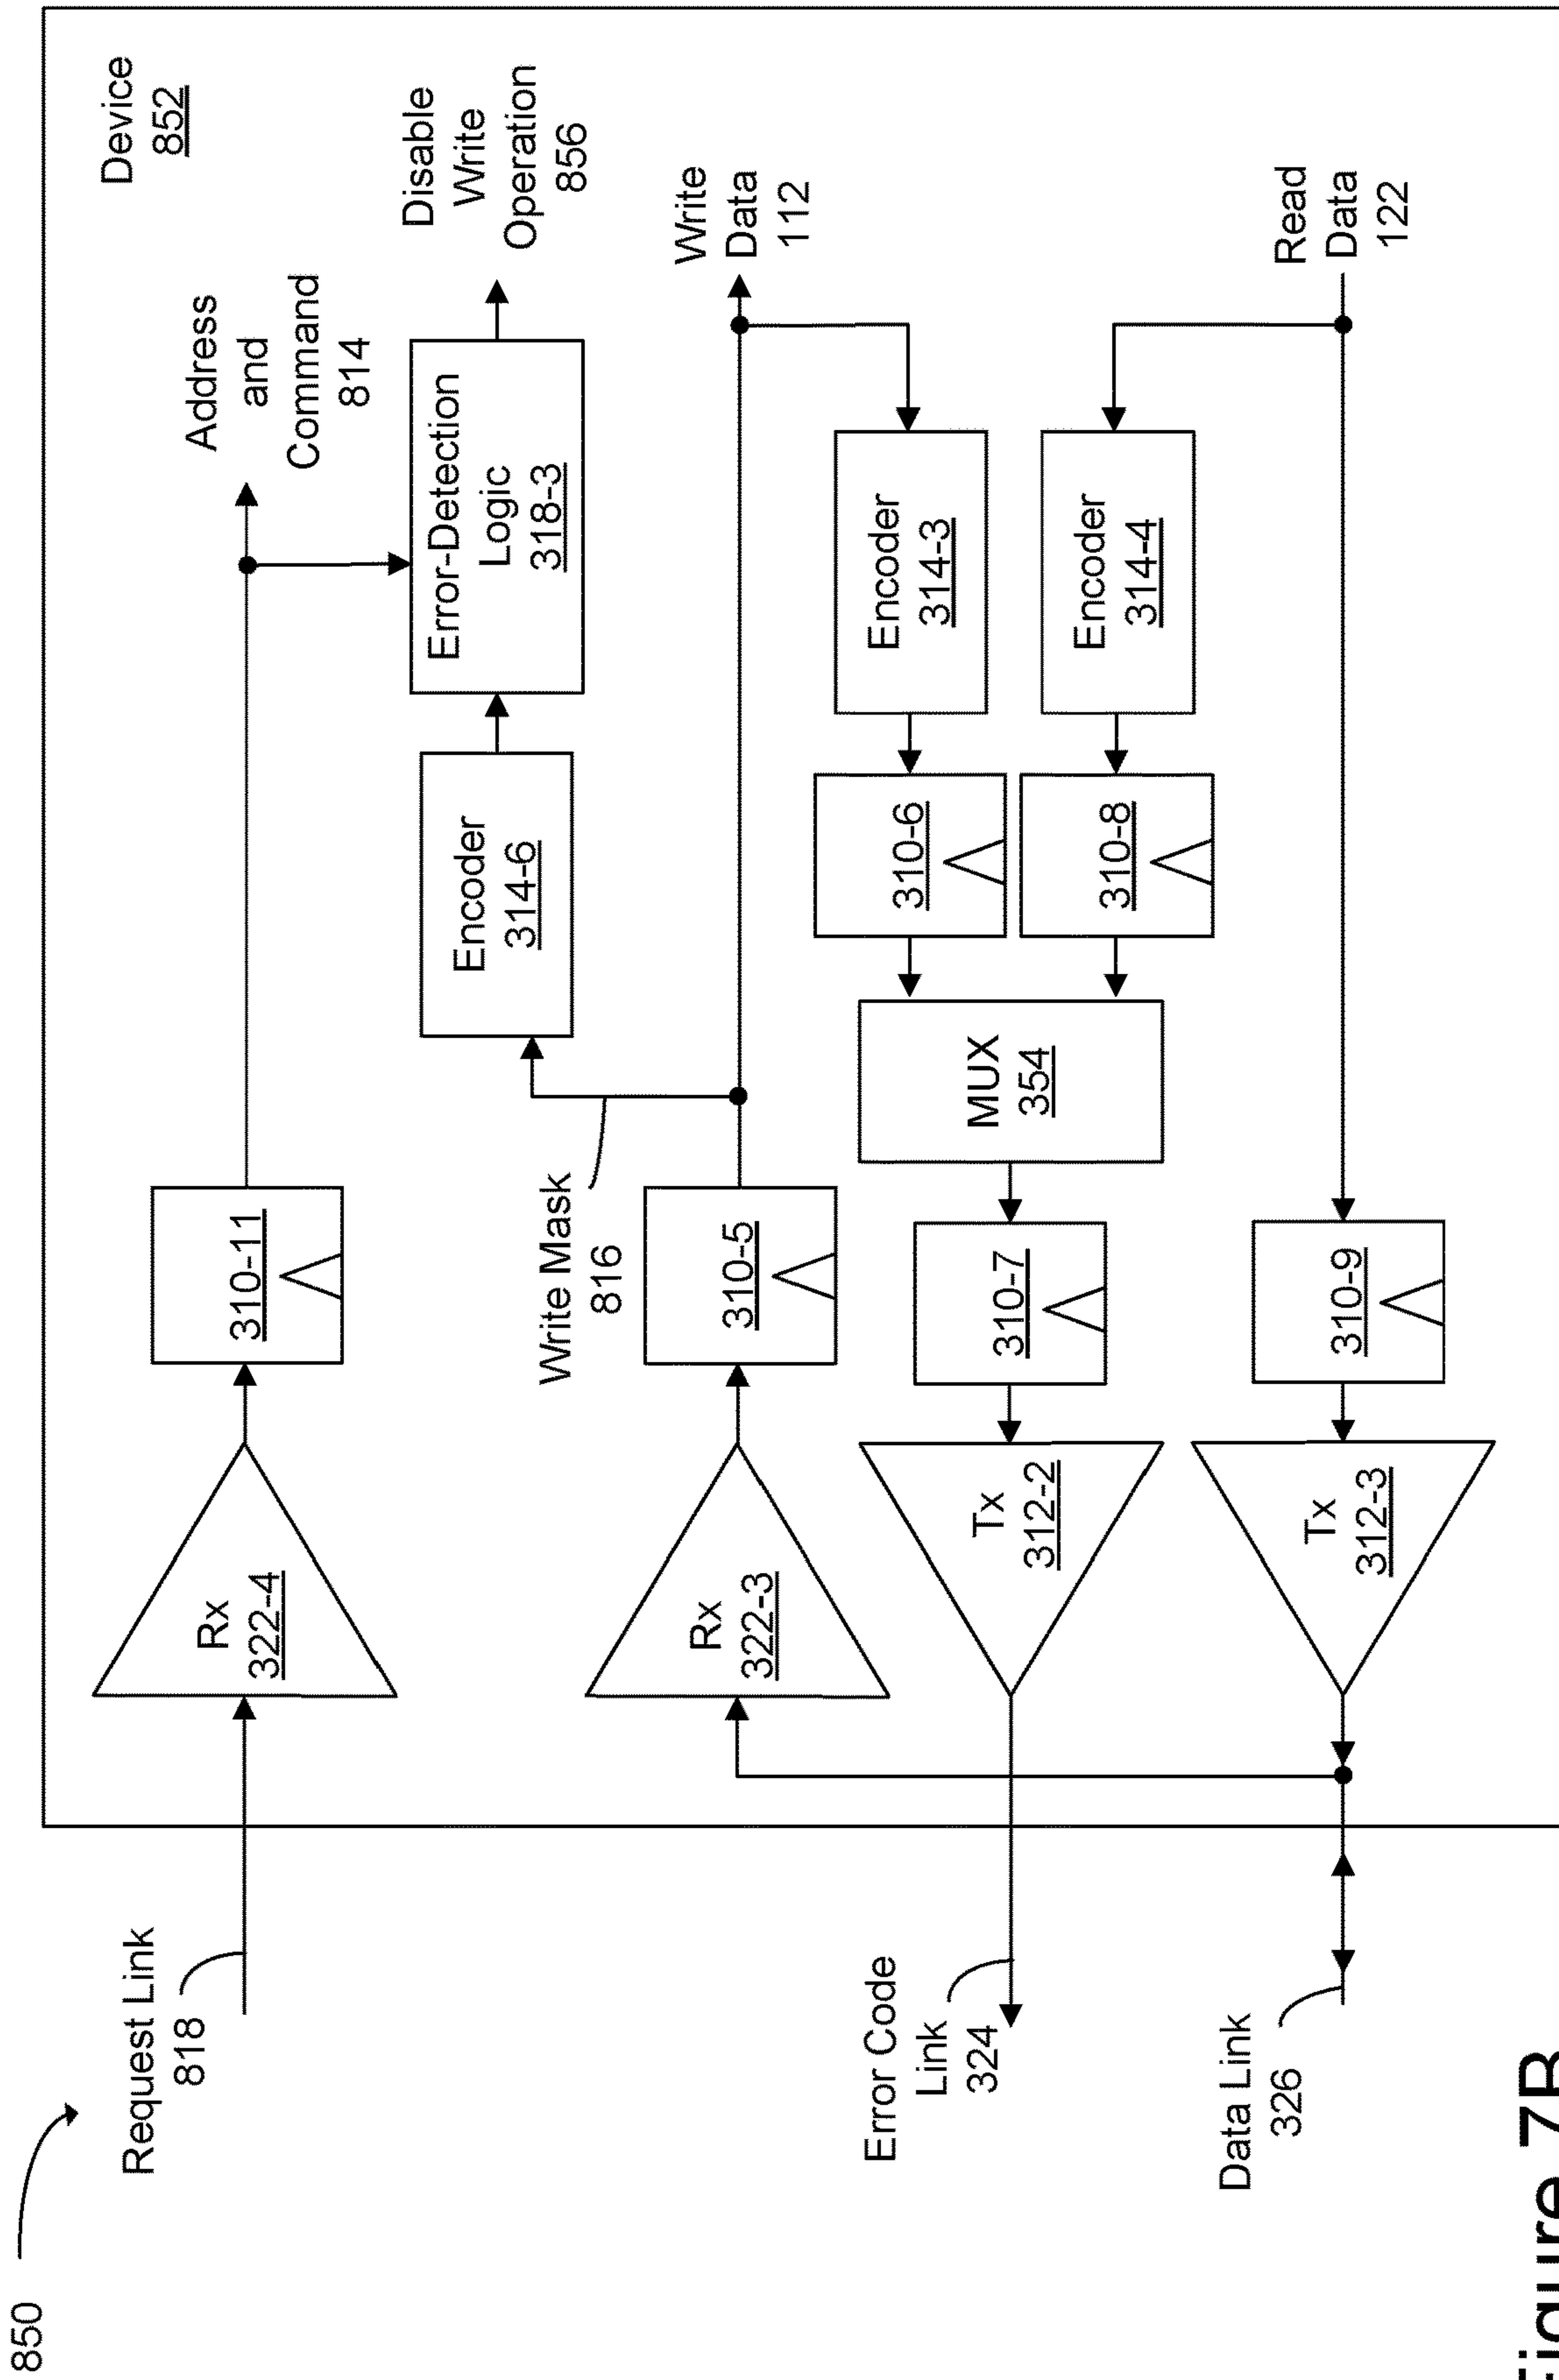 850
Request Link
818
Error Code
Link
324
Data Link
326
Device
852
Rx
322-4
310-11
Address
and
Command
814
Write Mask
816
Encoder
314-6
Error-Detection
Logic
318-3
Disable
Write
Operation
856
Rx
322-3
310-5
Write
Data
112
Tx
312-2
310-7
MUX
354
310-6
Encoder
314-3
310-8
Encoder
314-4
Tx
312-3
310-9
Read
Data
122
Figure 7B